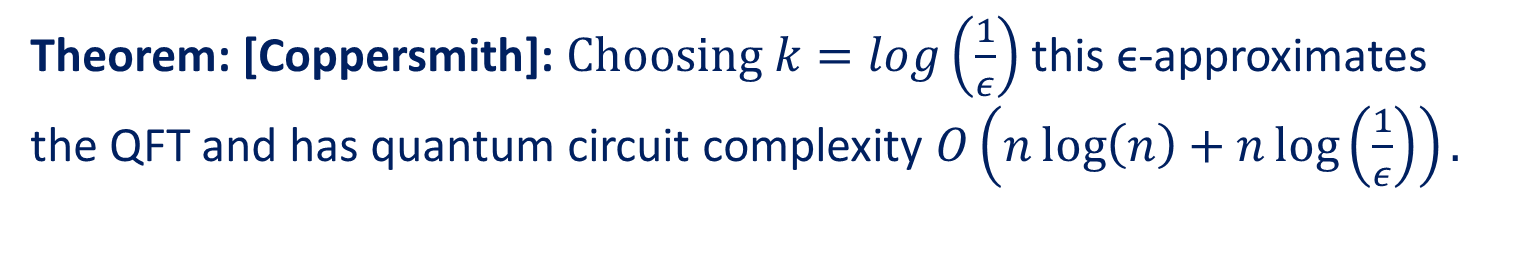 Theorem: [Coppersmith]: Choosing k = log (1/ϵ) this ϵ-approximates
the QFT and has quantum circuit complexity O (n log(n) + n log (1/ϵ)).